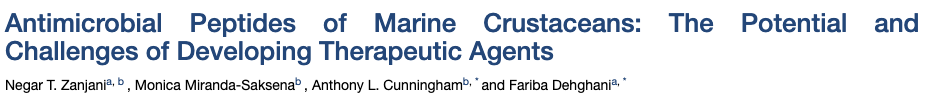 Antimicrobial Peptides of Marine Crustaceans: The Potential and
Challenges of Developing Therapeutic Agents
Negar T. Zanjania, b , Monica Miranda-Saksenab , Anthony L. Cunninghamb, * and Fariba Dehghania, *